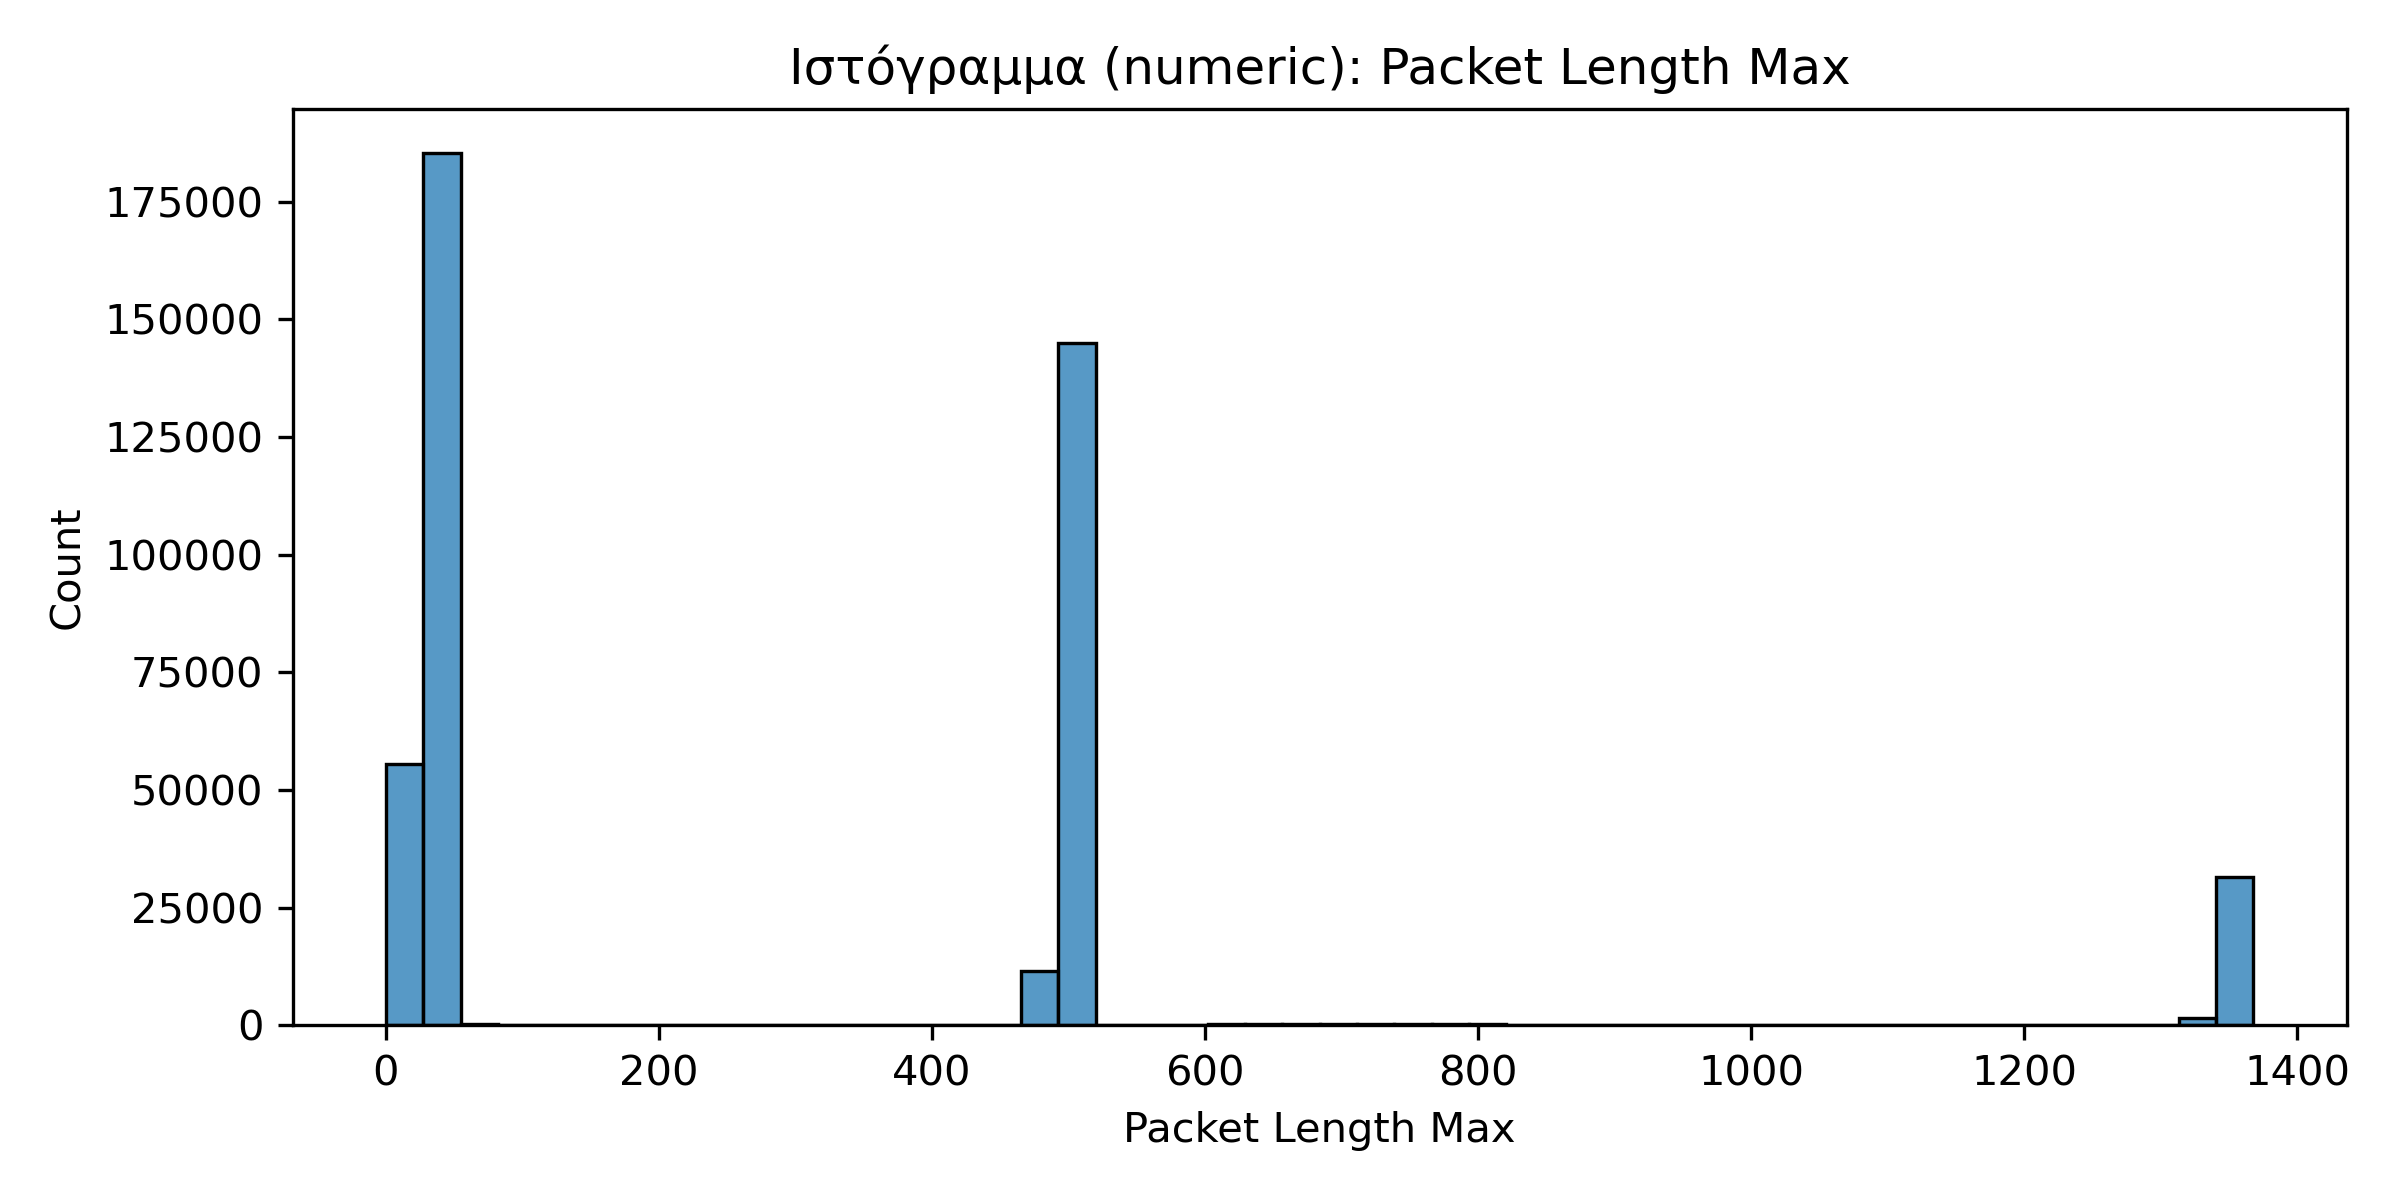 Ιστόγραμμα (numeric): Packet Length Max
175000
150000
125000
100000
75000
50000
25000
0
Count
0 200 400 600 800 1000 1200 1400
Packet Length Max